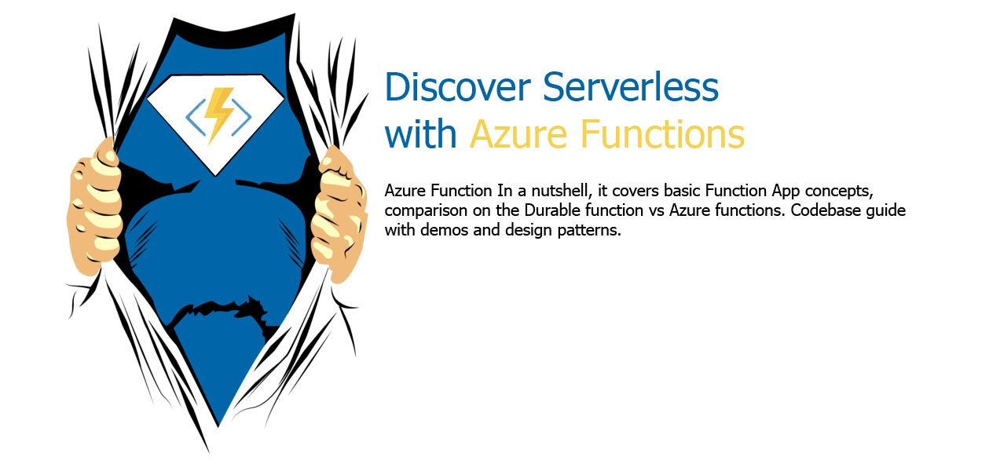 Discover Serverless
with Azure Functions
Azure Function In a nutshell, it covers basic Function App concepts,
comparison on the Durable function vs Azure functions. Codebase guide
with demos and design patterns.